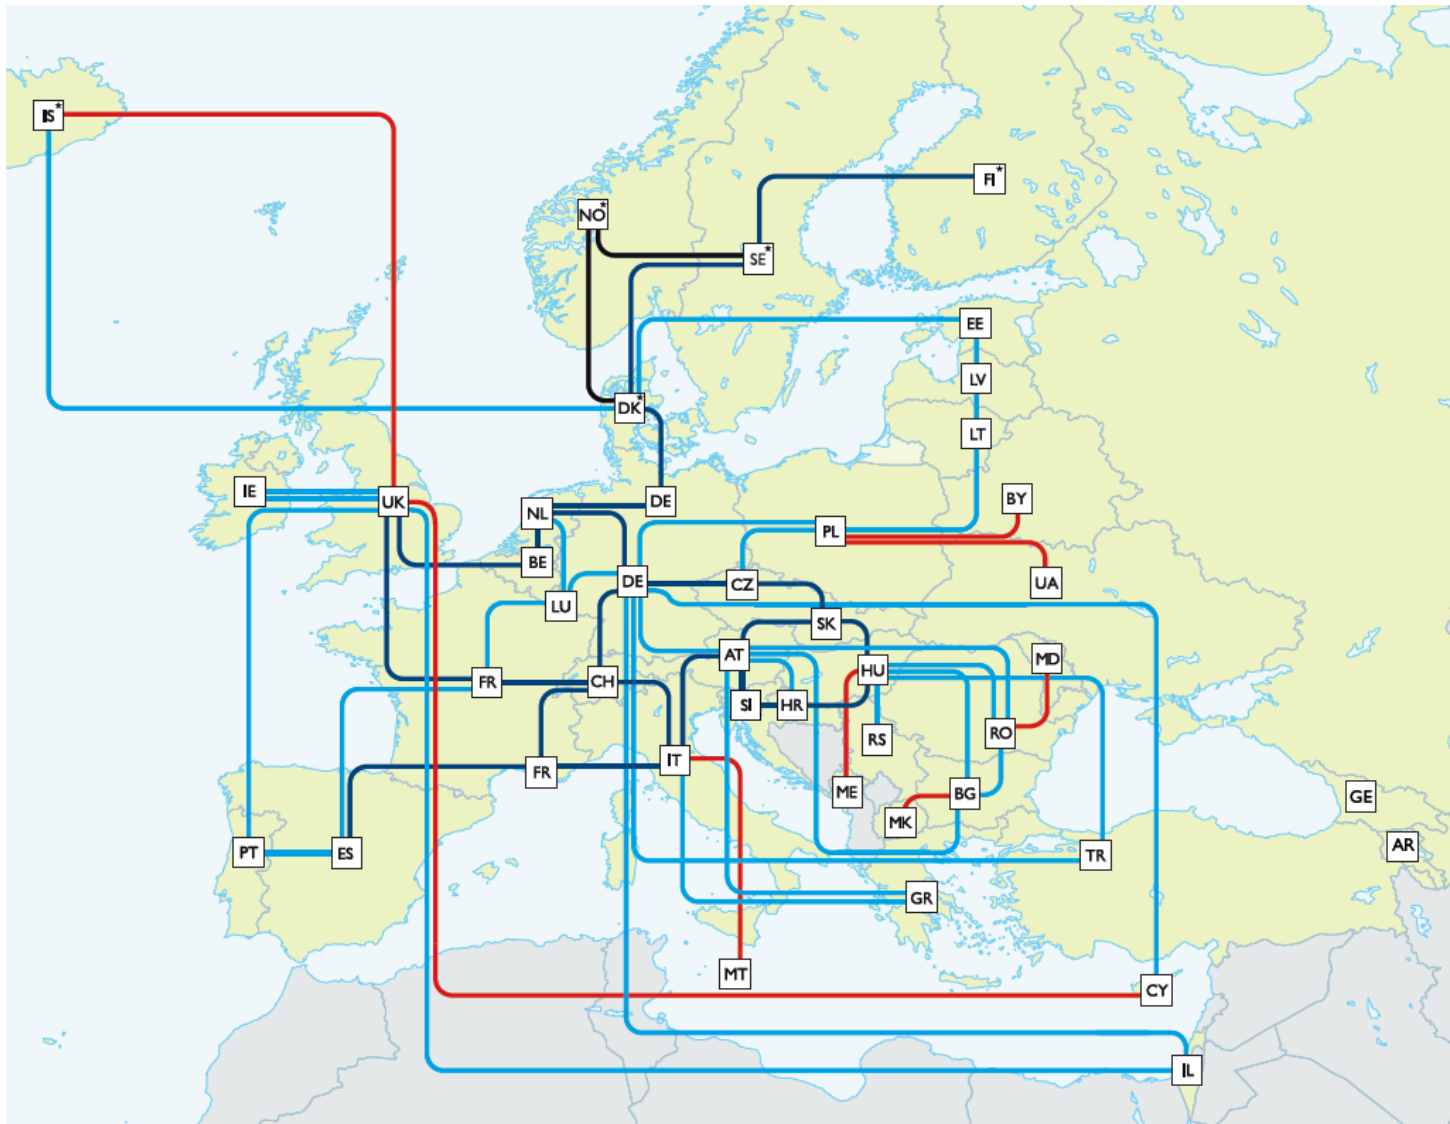 IS*
FI*
NO*
SE*
EE
LV
DK*
LT
IE
UK
NL
DE
BY
PL
BE
DE
CZ
UA
LU
SK
AT
MD
HU
FR
CH
SI
HR
RO
RS
IT
FR
ME
BG
GE
MK
AR
PT
ES
TR
GR
MT
CY
IL